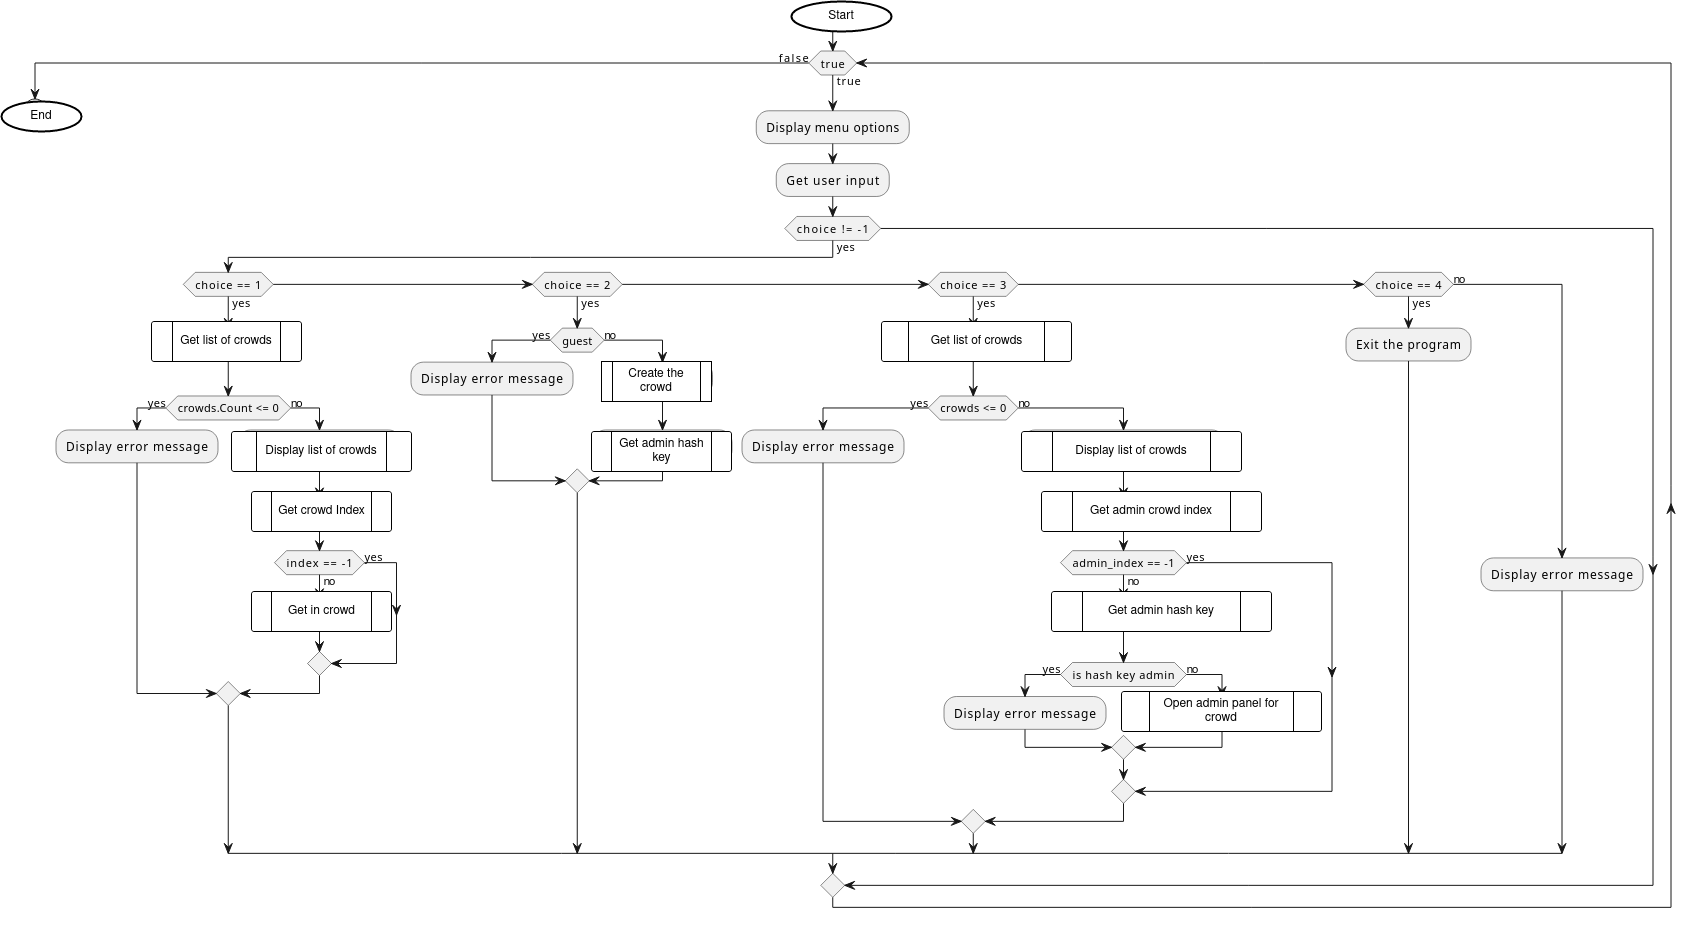 Start
false
true
true
End
Display menu options
Get user input
choice != -1
yes
choice == 1
choice == 2
choice == 3
choice == 4
no
yes
yes
yes
yes
Get list of crowds
yes
guest
no
Get list of crowds
Exit the program
Display error message
Create the
crowd
yes
crowds.Count <= 0
no
yes
crowds <= 0
no
Display error message
Display list of crowds
Get admin hash
key
Display error message
Display list of crowds
Get crowd Index
Get admin crowd index
index == -1
yes
admin_index == -1
yes
no
no
Display error message
Get in crowd
Get admin hash key
yes
is hash key admin
no
Display error message
Open admin panel for
crowd